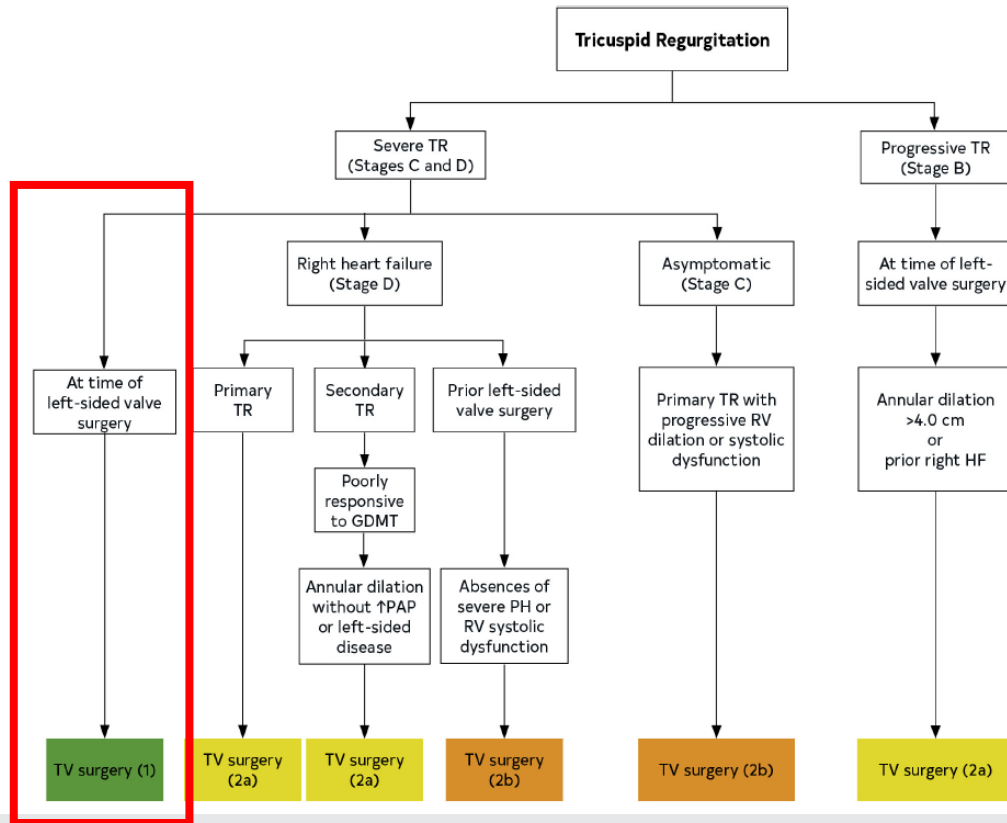 Tricuspid Regurgitation
Severe TR
(Stages C and D)
Progressive TR
(Stage B)
Right heart failure
(Stage D)
Asymptomatic
(Stage C)
At time of left-
sided valve surgery
At time of
left-sided valve
surgery
Primary
TR
Secondary
TR
Prior left-sided
valve surgery
Primary TR with
progressive RV
dilation or systolic
dysfunction
Annular dilation
>4.0 cm
or
prior right HF
Poorly
responsive
to GDMT
Annular dilation
without ↑PAP
or left-sided
disease
Absences of
severe PH or
RV systolic
dysfunction
TV surgery (1)
TV surgery
(2a)
TV surgery
(2a)
TV surgery
(2b)
TV surgery (2b)
TV surgery (2a)